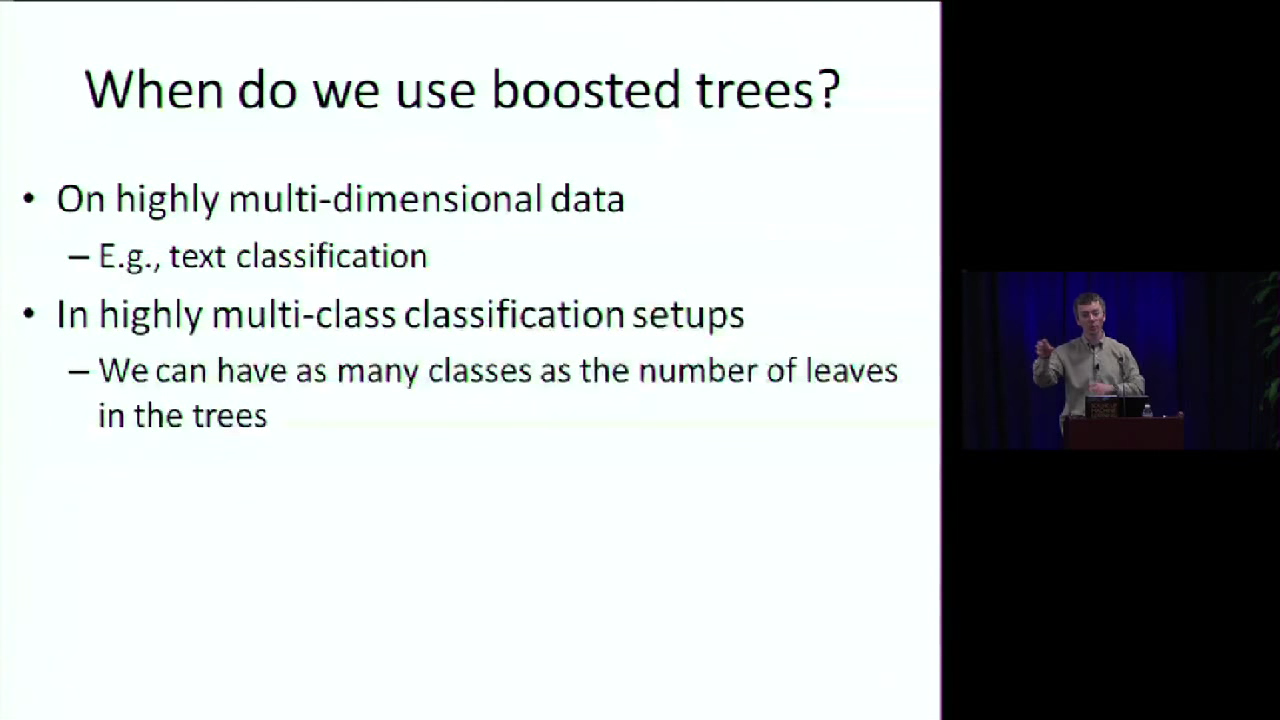 When do we use boosted trees?
• On highly multi-dimensional data
– E.g., text classification
• In highly multi-class classification setups
– We can have as many classes as the number of leaves
in the trees